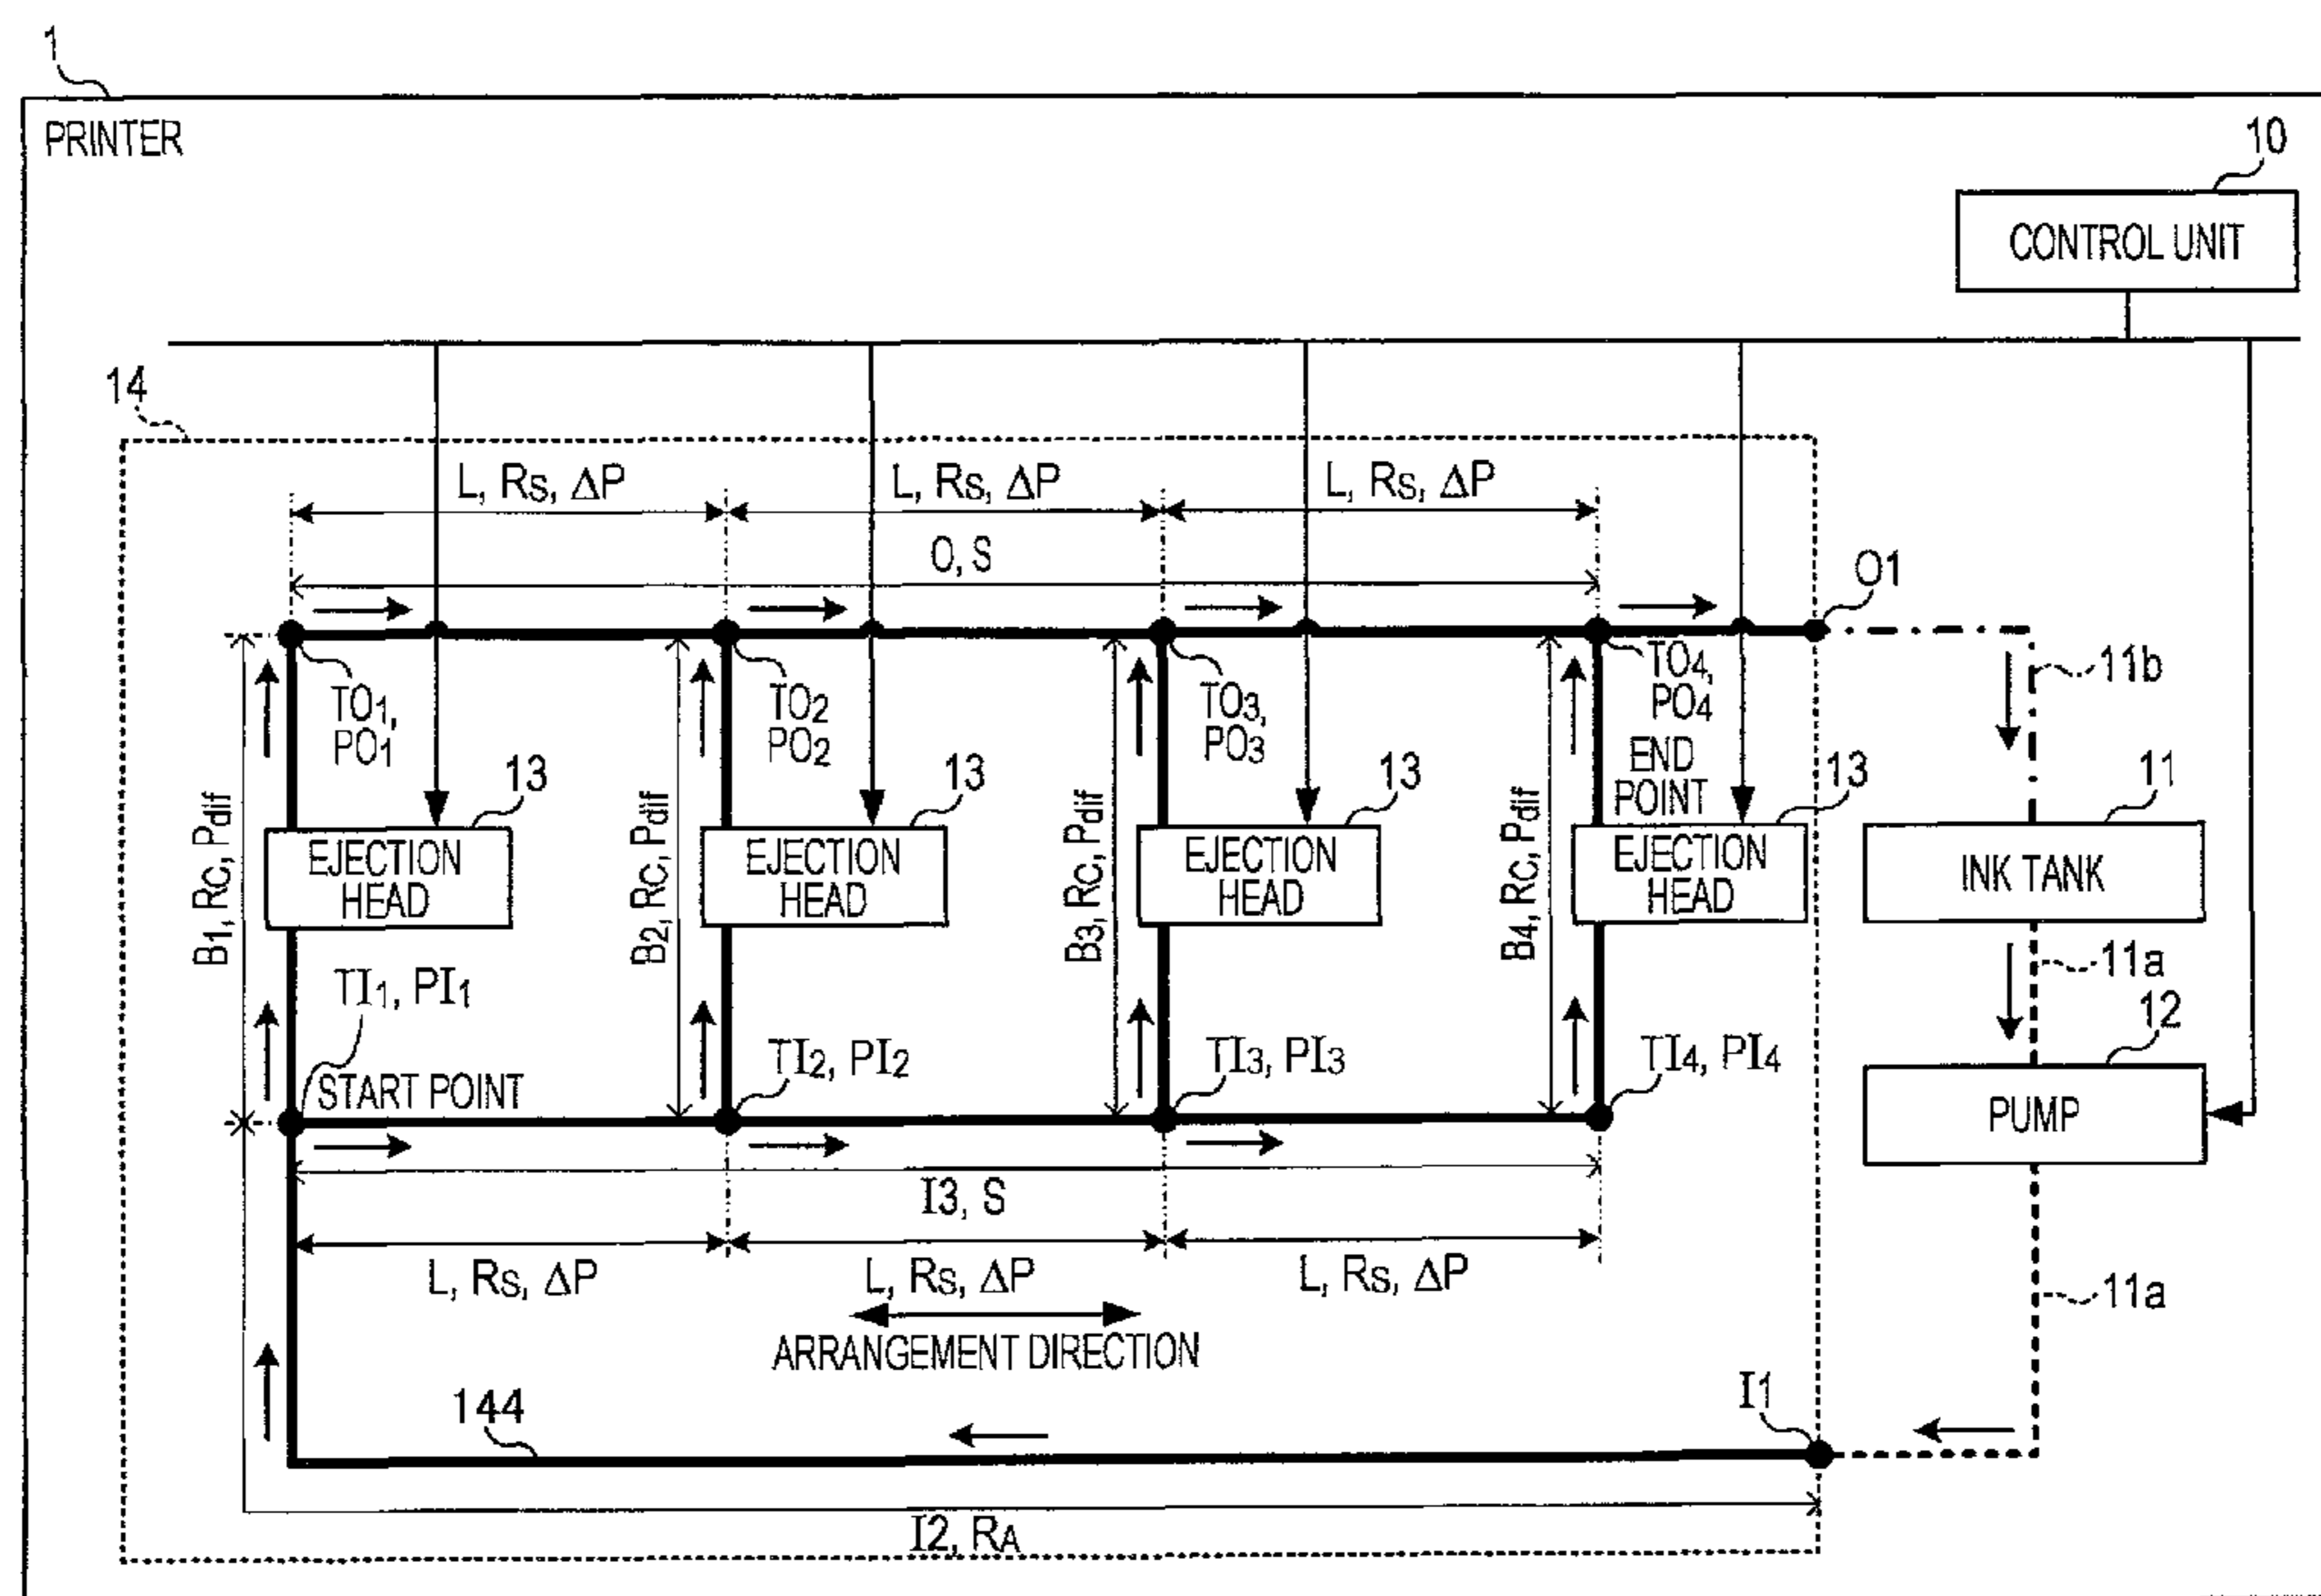 1
PRINTER
10
CONTROL UNIT
14
L, RS, ΔP
L, RS, ΔP
L, RS, ΔP
O, S
O1
TO1,
PO1
TO2
PO2
TO3,
PO3
TO4,
PO4
END
POINT
11b
13
13
13
13
11
B1, RC, Pdif
B2, RC, Pdif
B3, RC, Pdif
B4, RC, Pdif
EJECTION
HEAD
EJECTION
HEAD
EJECTION
HEAD
EJECTION
HEAD
INK TANK
11a
TI1, PI1
TI2, PI2
TI3, PI3
TI4, PI4
12
START POINT
PUMP
I3, S
L, RS, ΔP
L, RS, ΔP
L, RS, ΔP
11a
ARRANGEMENT DIRECTION
144
I1
I2, RA